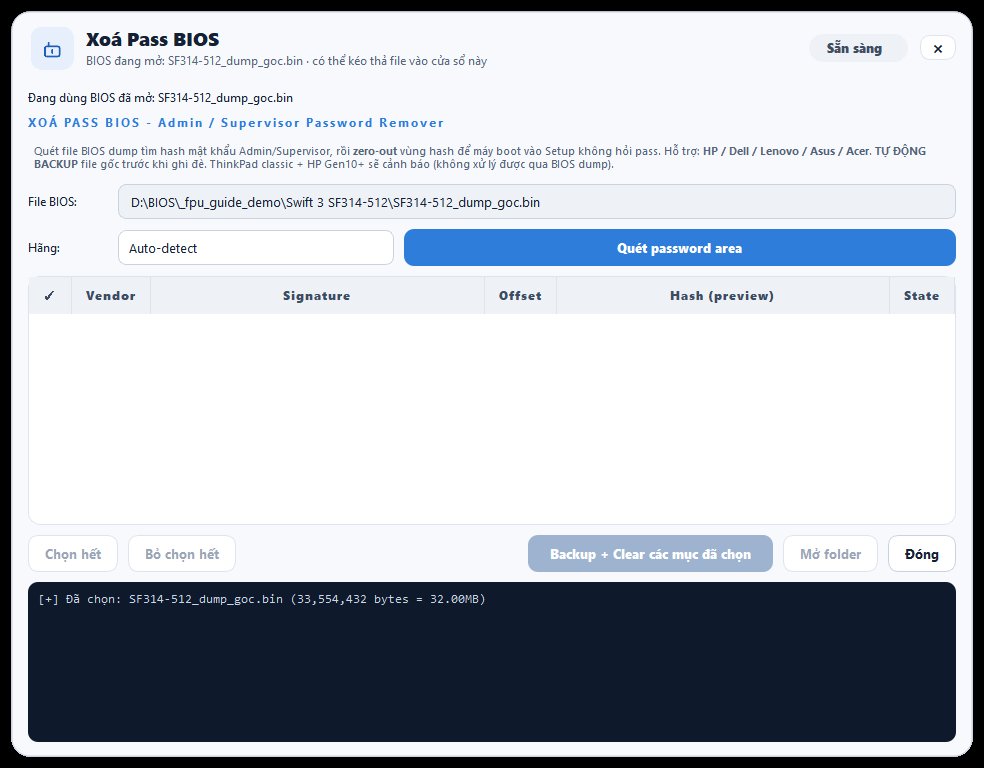 Xoá Pass BIOS
BIOS đang mở: SF314-512_dump_goc.bin · có thể kéo thả file vào cửa sổ này
Sẵn sàng
×
Đang dùng BIOS đã mở: SF314-512_dump_goc.bin
XOÁ PASS BIOS - Admin / Supervisor Password Remover
Quét file BIOS dump tìm hash mật khẩu Admin/Supervisor, rồi zero-out vùng hash để máy boot vào Setup không hỏi pass. Hỗ trợ: HP / Dell / Lenovo / Asus / Acer. TỰ ĐỘNG
BACKUP file gốc trước khi ghi đè. ThinkPad classic + HP Gen10+ sẽ cảnh báo (không xử lý được qua BIOS dump).
File BIOS:
D:\BIOS\_fpu_guide_demo\Swift 3 SF314-512\SF314-512_dump_goc.bin
Hãng:
Auto-detect
Quét password area
✓ Vendor Signature Offset Hash (preview) State
Chọn hết
Bỏ chọn hết
Backup + Clear các mục đã chọn
Mở folder
Đóng
[+] Đã chọn: SF314-512_dump_goc.bin (33,554,432 bytes = 32.00MB)